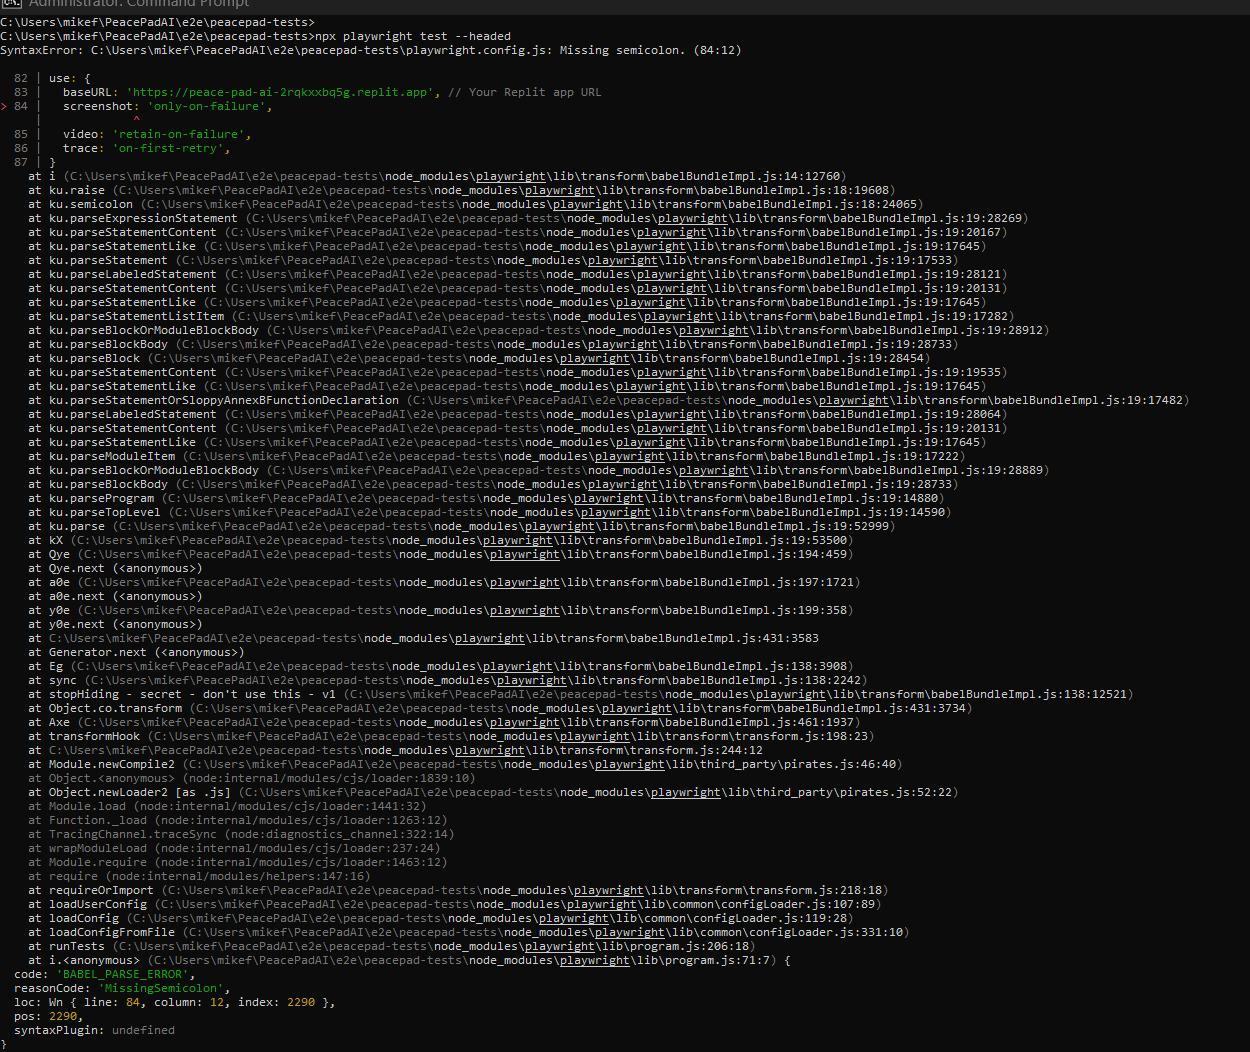 Administrator: Command Prompt
C:\Users\mikef\PeacePadAI\e2e\peacepad-tests>
C:\Users\mikef\PeacePadAI\e2e\peacepad-tests>npx playwright test --headed
SyntaxError: C:\Users\mikef\PeacePadAI\e2e\peacepad-tests\playwright.config.js: Missing semicolon. (84:12)
  82 | use: {
  83 |   baseURL: 'https://peace-pad-ai-2rqkxxbq5g.replit.app', // Your Replit app URL
> 84 |   screenshot: 'only-on-failure',
     |             ^
  85 |   video: 'retain-on-failure',
  86 |   trace: 'on-first-retry',
  87 | }
    at i (C:\Users\mikef\PeacePadAI\e2e\peacepad-tests\node_modules\playwright\lib\transform\babelBundleImpl.js:14:12760)
    at ku.raise (C:\Users\mikef\PeacePadAI\e2e\peacepad-tests\node_modules\playwright\lib\transform\babelBundleImpl.js:18:19608)
    at ku.semicolon (C:\Users\mikef\PeacePadAI\e2e\peacepad-tests\node_modules\playwright\lib\transform\babelBundleImpl.js:18:24065)
    at ku.parseExpressionStatement (C:\Users\mikef\PeacePadAI\e2e\peacepad-tests\node_modules\playwright\lib\transform\babelBundleImpl.js:19:28269)
    at ku.parseStatementContent (C:\Users\mikef\PeacePadAI\e2e\peacepad-tests\node_modules\playwright\lib\transform\babelBundleImpl.js:19:20167)
    at ku.parseStatementLike (C:\Users\mikef\PeacePadAI\e2e\peacepad-tests\node_modules\playwright\lib\transform\babelBundleImpl.js:19:17645)
    at ku.parseStatement (C:\Users\mikef\PeacePadAI\e2e\peacepad-tests\node_modules\playwright\lib\transform\babelBundleImpl.js:19:17533)
    at ku.parseLabeledStatement (C:\Users\mikef\PeacePadAI\e2e\peacepad-tests\node_modules\playwright\lib\transform\babelBundleImpl.js:19:28121)
    at ku.parseStatementContent (C:\Users\mikef\PeacePadAI\e2e\peacepad-tests\node_modules\playwright\lib\transform\babelBundleImpl.js:19:20131)
    at ku.parseStatementLike (C:\Users\mikef\PeacePadAI\e2e\peacepad-tests\node_modules\playwright\lib\transform\babelBundleImpl.js:19:17645)
    at ku.parseStatementListItem (C:\Users\mikef\PeacePadAI\e2e\peacepad-tests\node_modules\playwright\lib\transform\babelBundleImpl.js:19:17282)
    at ku.parseBlockOrModuleBlockBody (C:\Users\mikef\PeacePadAI\e2e\peacepad-tests\node_modules\playwright\lib\transform\babelBundleImpl.js:19:28912)
    at ku.parseBlockBody (C:\Users\mikef\PeacePadAI\e2e\peacepad-tests\node_modules\playwright\lib\transform\babelBundleImpl.js:19:28733)
    at ku.parseBlock (C:\Users\mikef\PeacePadAI\e2e\peacepad-tests\node_modules\playwright\lib\transform\babelBundleImpl.js:19:28454)
    at ku.parseStatementContent (C:\Users\mikef\PeacePadAI\e2e\peacepad-tests\node_modules\playwright\lib\transform\babelBundleImpl.js:19:19535)
    at ku.parseStatementLike (C:\Users\mikef\PeacePadAI\e2e\peacepad-tests\node_modules\playwright\lib\transform\babelBundleImpl.js:19:17645)
    at ku.parseStatementOrSloppyAnnexBFunctionDeclaration (C:\Users\mikef\PeacePadAI\e2e\peacepad-tests\node_modules\playwright\lib\transform\babelBundleImpl.js:19:17482)
    at ku.parseLabeledStatement (C:\Users\mikef\PeacePadAI\e2e\peacepad-tests\node_modules\playwright\lib\transform\babelBundleImpl.js:19:28064)
    at ku.parseStatementContent (C:\Users\mikef\PeacePadAI\e2e\peacepad-tests\node_modules\playwright\lib\transform\babelBundleImpl.js:19:20131)
    at ku.parseStatementLike (C:\Users\mikef\PeacePadAI\e2e\peacepad-tests\node_modules\playwright\lib\transform\babelBundleImpl.js:19:17645)
    at ku.parseModuleItem (C:\Users\mikef\PeacePadAI\e2e\peacepad-tests\node_modules\playwright\lib\transform\babelBundleImpl.js:19:17222)
    at ku.parseBlockOrModuleBlockBody (C:\Users\mikef\PeacePadAI\e2e\peacepad-tests\node_modules\playwright\lib\transform\babelBundleImpl.js:19:28889)
    at ku.parseBlockBody (C:\Users\mikef\PeacePadAI\e2e\peacepad-tests\node_modules\playwright\lib\transform\babelBundleImpl.js:19:28733)
    at ku.parseProgram (C:\Users\mikef\PeacePadAI\e2e\peacepad-tests\node_modules\playwright\lib\transform\babelBundleImpl.js:19:14880)
    at ku.parseTopLevel (C:\Users\mikef\PeacePadAI\e2e\peacepad-tests\node_modules\playwright\lib\transform\babelBundleImpl.js:19:14590)
    at ku.parse (C:\Users\mikef\PeacePadAI\e2e\peacepad-tests\node_modules\playwright\lib\transform\babelBundleImpl.js:19:52999)
    at kX (C:\Users\mikef\PeacePadAI\e2e\peacepad-tests\node_modules\playwright\lib\transform\babelBundleImpl.js:19:53500)
    at Qye (C:\Users\mikef\PeacePadAI\e2e\peacepad-tests\node_modules\playwright\lib\transform\babelBundleImpl.js:194:459)
    at Qye.next (<anonymous>)
    at a0e (C:\Users\mikef\PeacePadAI\e2e\peacepad-tests\node_modules\playwright\lib\transform\babelBundleImpl.js:197:1721)
    at a0e.next (<anonymous>)
    at y0e (C:\Users\mikef\PeacePadAI\e2e\peacepad-tests\node_modules\playwright\lib\transform\babelBundleImpl.js:199:358)
    at y0e.next (<anonymous>)
    at C:\Users\mikef\PeacePadAI\e2e\peacepad-tests\node_modules\playwright\lib\transform\babelBundleImpl.js:431:3583
    at Generator.next (<anonymous>)
    at Eg (C:\Users\mikef\PeacePadAI\e2e\peacepad-tests\node_modules\playwright\lib\transform\babelBundleImpl.js:138:3908)
    at sync (C:\Users\mikef\PeacePadAI\e2e\peacepad-tests\node_modules\playwright\lib\transform\babelBundleImpl.js:138:2242)
    at stopHiding - secret - don't use this - v1 (C:\Users\mikef\PeacePadAI\e2e\peacepad-tests\node_modules\playwright\lib\transform\babelBundleImpl.js:138:12521)
    at Object.co.transform (C:\Users\mikef\PeacePadAI\e2e\peacepad-tests\node_modules\playwright\lib\transform\babelBundleImpl.js:431:3734)
    at Axe (C:\Users\mikef\PeacePadAI\e2e\peacepad-tests\node_modules\playwright\lib\transform\babelBundleImpl.js:461:1937)
    at transformHook (C:\Users\mikef\PeacePadAI\e2e\peacepad-tests\node_modules\playwright\lib\transform\transform.js:198:23)
    at C:\Users\mikef\PeacePadAI\e2e\peacepad-tests\node_modules\playwright\lib\transform\transform.js:244:12
    at Module.newCompile2 (C:\Users\mikef\PeacePadAI\e2e\peacepad-tests\node_modules\playwright\lib\third_party\pirates.js:46:40)
    at Object.<anonymous> (node:internal/modules/cjs/loader:1839:10)
    at Object.newLoader2 [as .js] (C:\Users\mikef\PeacePadAI\e2e\peacepad-tests\node_modules\playwright\lib\third_party\pirates.js:52:22)
    at Module.load (node:internal/modules/cjs/loader:1441:32)
    at Function._load (node:internal/modules/cjs/loader:1263:12)
    at TracingChannel.traceSync (node:diagnostics_channel:322:14)
    at wrapModuleLoad (node:internal/modules/cjs/loader:237:24)
    at Module.require (node:internal/modules/cjs/loader:1463:12)
    at require (node:internal/modules/helpers:147:16)
    at requireOrImport (C:\Users\mikef\PeacePadAI\e2e\peacepad-tests\node_modules\playwright\lib\transform\transform.js:218:18)
    at loadUserConfig (C:\Users\mikef\PeacePadAI\e2e\peacepad-tests\node_modules\playwright\lib\common\configLoader.js:107:89)
    at loadConfig (C:\Users\mikef\PeacePadAI\e2e\peacepad-tests\node_modules\playwright\lib\common\configLoader.js:119:28)
    at loadConfigFromFile (C:\Users\mikef\PeacePadAI\e2e\peacepad-tests\node_modules\playwright\lib\common\configLoader.js:331:10)
    at runTests (C:\Users\mikef\PeacePadAI\e2e\peacepad-tests\node_modules\playwright\lib\program.js:206:18)
    at i.<anonymous> (C:\Users\mikef\PeacePadAI\e2e\peacepad-tests\node_modules\playwright\lib\program.js:71:7) {
  code: 'BABEL_PARSE_ERROR',
  reasonCode: 'MissingSemicolon',
  loc: Wn { line: 84, column: 12, index: 2290 },
  pos: 2290,
  syntaxPlugin: undefined
}